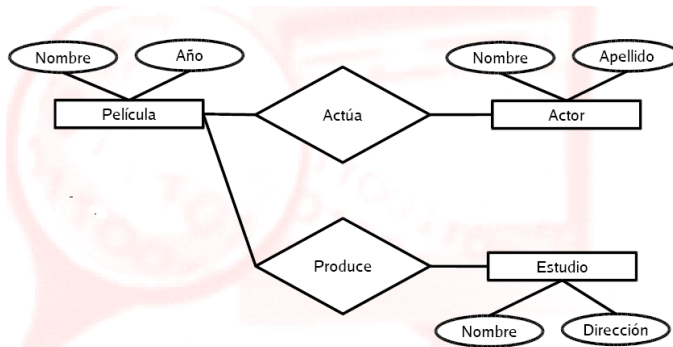 Nombre Año Nombre Apellido
Película Actúa Actor
Produce Estudio
Nombre Dirección